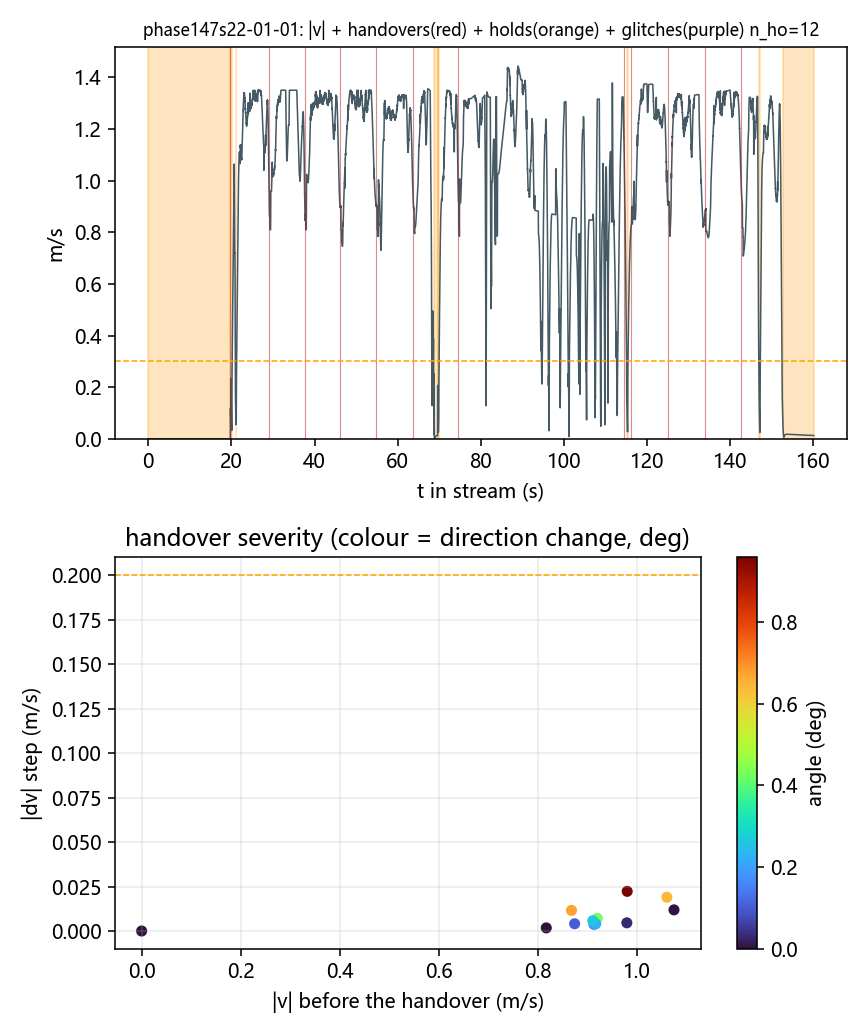 phase147s22-01-01: |v| + handovers(red) + holds(orange) + glitches(purple) n_ho=12
1.4
1.2
1.0
0.8
0.6
0.4
0.2
0.0
m/s
0 20 40 60 80 100 120 140 160
t in stream (s)
handover severity (colour = direction change, deg)
0.200
0.175
0.150
0.125
0.100
0.075
0.050
0.025
0.000
|dv| step (m/s)
0.0 0.2 0.4 0.6 0.8 1.0
|v| before the handover (m/s)
0.8
0.6
0.4
0.2
0.0
angle (deg)